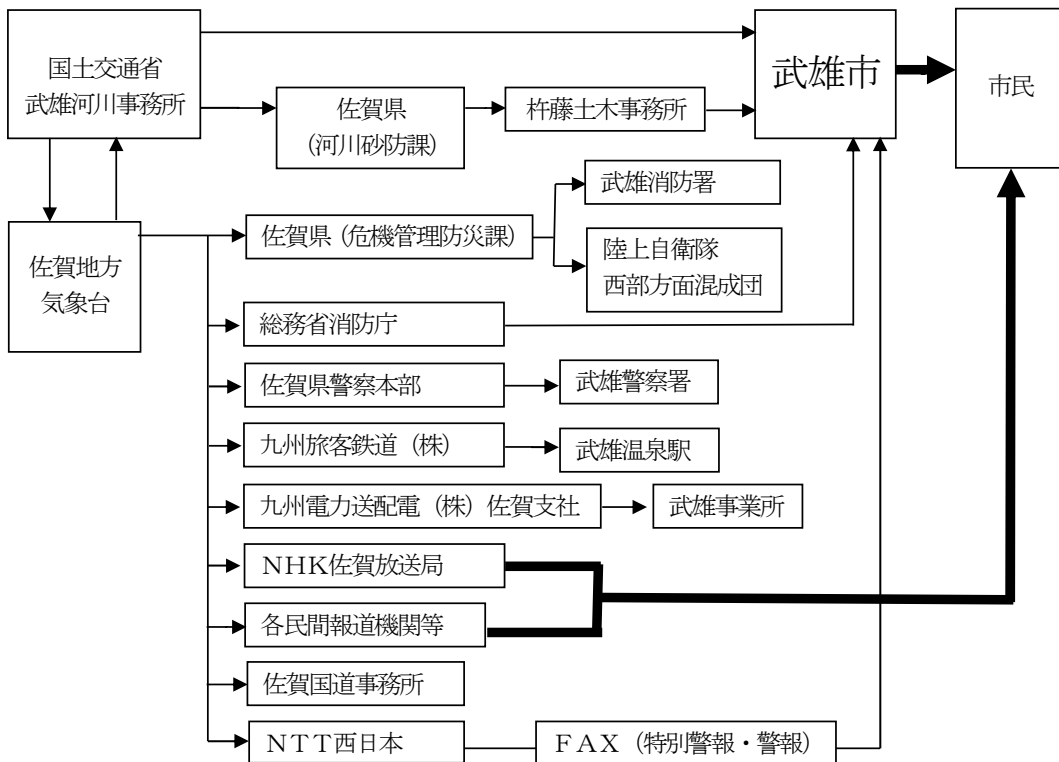 国土交通省
武雄河川事務所
武雄市
市民
佐賀県
(河川砂防課)
杵藤土木事務所
武雄消防署
佐賀県（危機管理防災課）
陸上自衛隊
西部方面混成団
佐賀地方
気象台
総務省消防庁
佐賀県警察本部
武雄警察署
九州旅客鉄道（株）
武雄温泉駅
九州電力送配電（株）佐賀支社
武雄事業所
ＮＨＫ佐賀放送局
各民間報道機関等
佐賀国道事務所
ＮＴＴ西日本
ＦＡＸ（特別警報・警報）